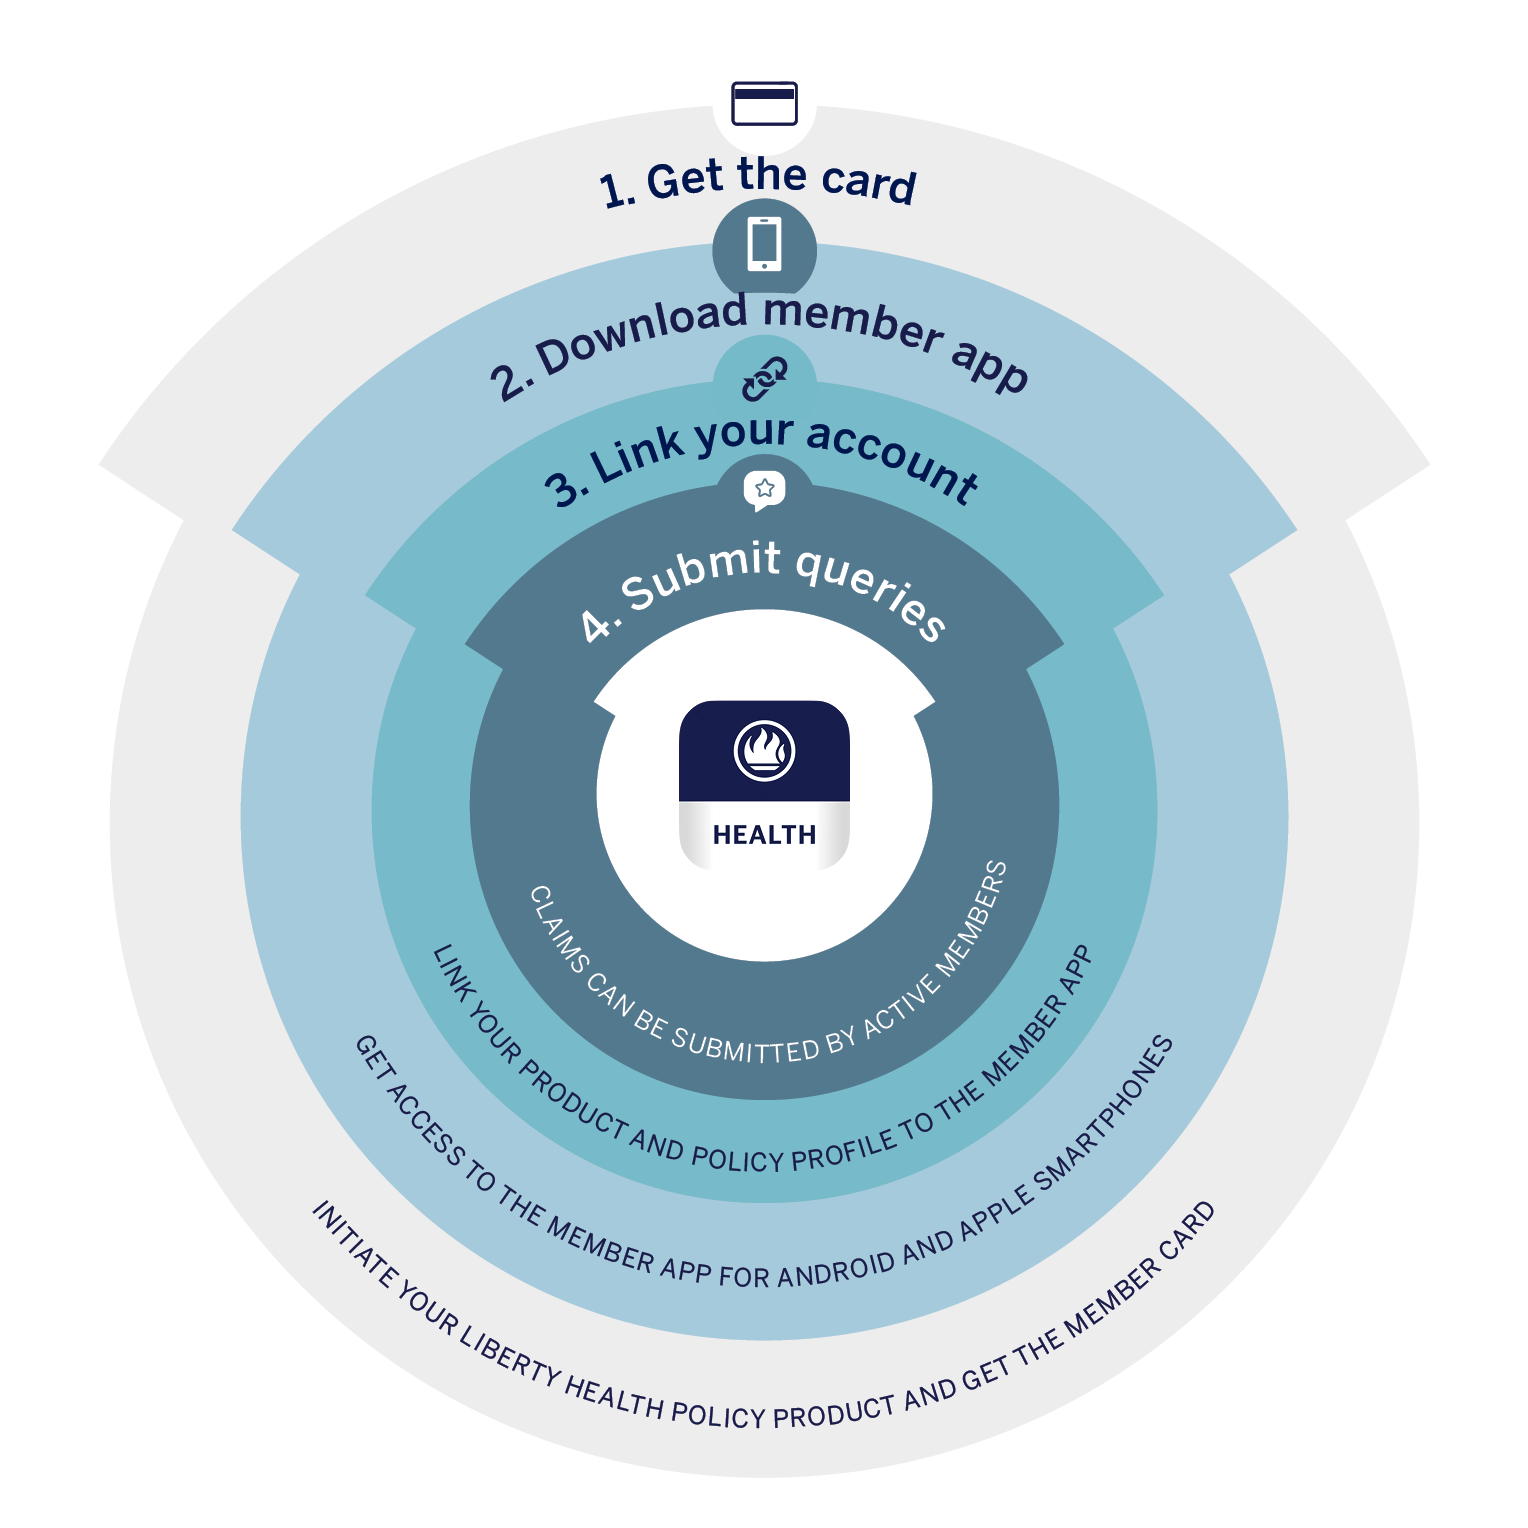 1. Get the card
2. Download member app
3. Link your account
4. Submit queries
HEALTH
CLAIMS CAN BE SUBMITTED BY ACTIVE MEMBERS
LINK YOUR PRODUCT AND POLICY PROFILE TO THE MEMBER APP
GET ACCESS TO THE MEMBER APP FOR ANDROID AND APPLE SMARTPHONES
INITIATE YOUR LIBERTY HEALTH POLICY PRODUCT AND GET THE MEMBER CARD